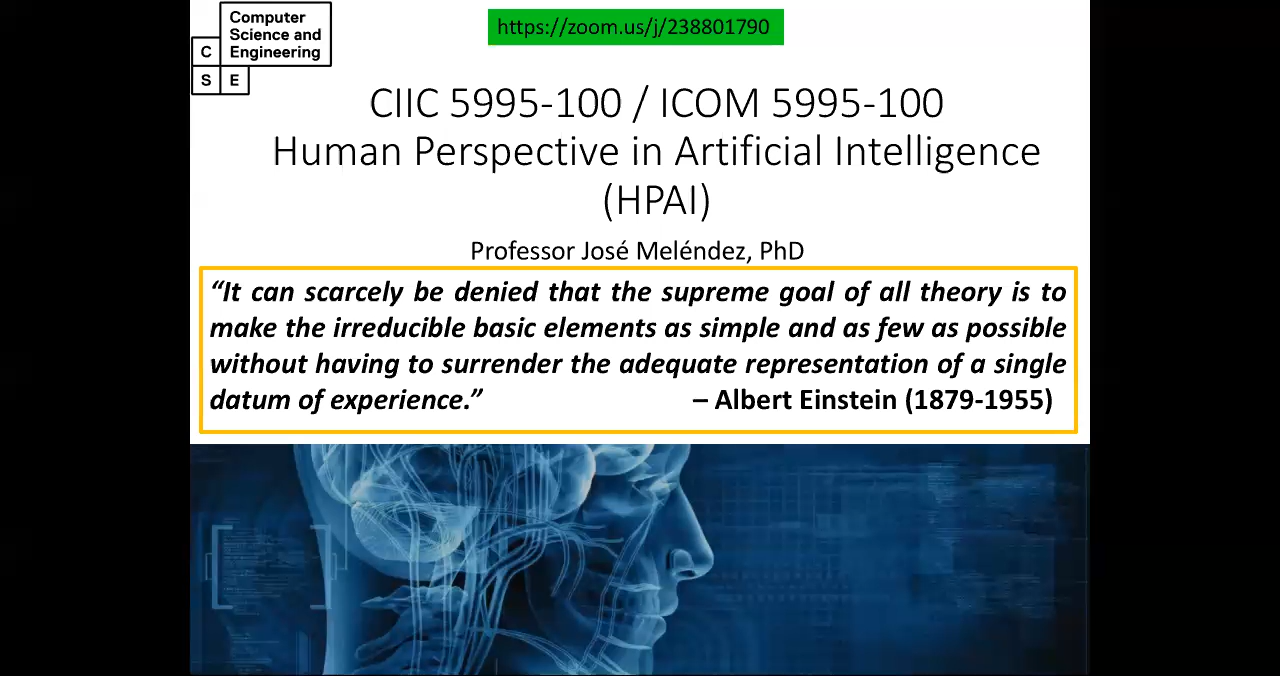 Computer
Science and
Engineering
C
S E
https://zoom.us/j/238801790
CIIC 5995-100 / ICOM 5995-100
Human Perspective in Artificial Intelligence
(HPAI)
Professor José Meléndez, PhD
“It can scarcely be denied that the supreme goal of all theory is to
make the irreducible basic elements as simple and as few as possible
without having to surrender the adequate representation of a single
datum of experience.” – Albert Einstein (1879-1955)